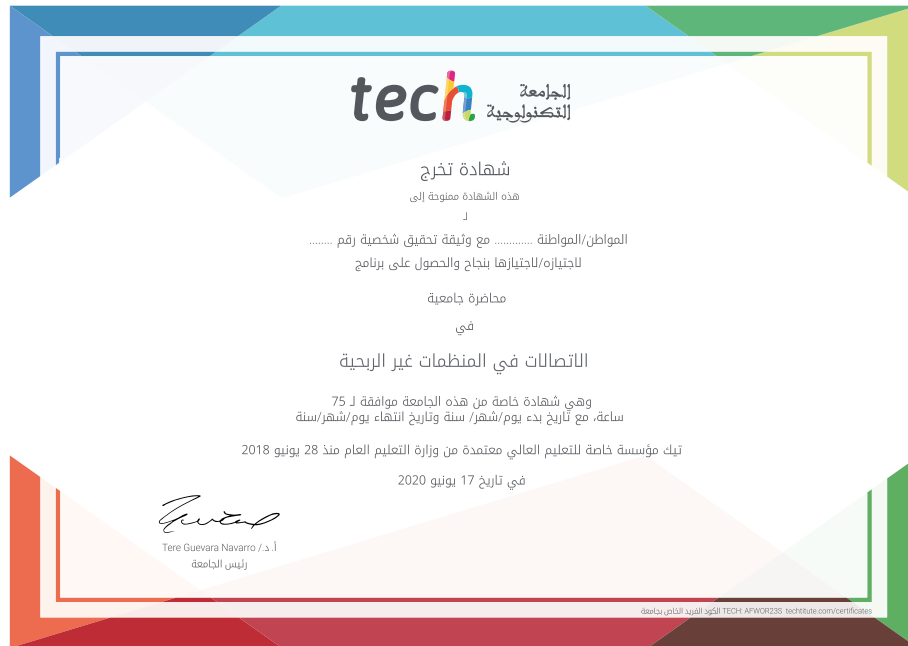 tech الجامعة
التكنولوجية
شهادة تخرج
هذه الشهادة ممنوحة إلى
لـ
المواطن/المواطنة ............. مع وثيقة تحقيق شخصية رقم ........
لاجتيازه/لاجتيازها بنجاح والحصول على برنامج
محاضرة جامعية
في
الاتصالات في المنظمات غير الربحية
وهي شهادة خاصة من هذه الجامعة موافقة لـ 75
ساعة، مع تاريخ بدء يوم/شهر/ سنة وتاريخ انتهاء يوم/شهر/سنة
تيك مؤسسة خاصة للتعليم العالي معتمدة من وزارة التعليم العام منذ 28 يونيو 2018
في تاريخ 17 يونيو 2020
أ. د./ Tere Guevara Navarro
رئيس الجامعة
الكود الفريد الخاص بجامعة TECH: AFWOR23S techtitute.com/certificates